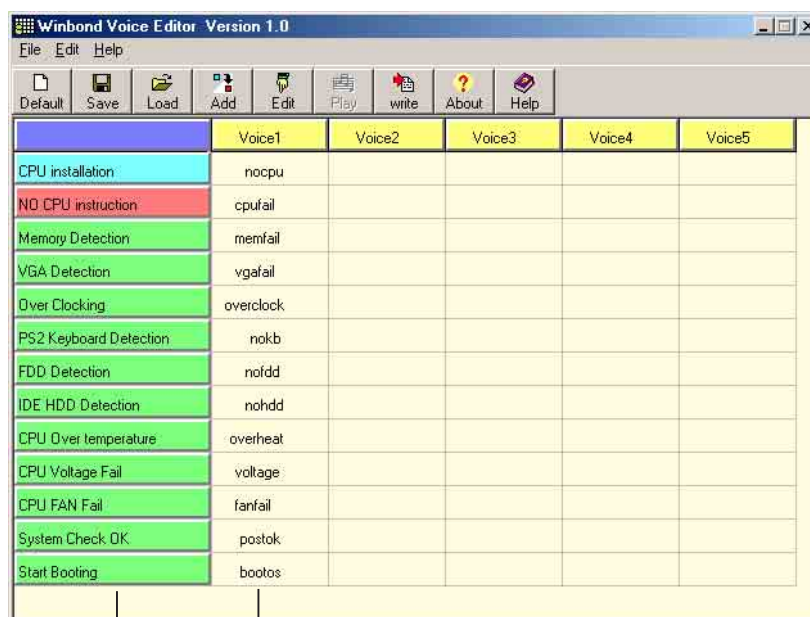 Winbond Voice Editor Version 1.0
File Edit Help
Default Save Load Add Edit Play write About Help
Voice1 Voice2 Voice3 Voice4 Voice5
CPU installation nocpu
NO CPU instruction cpufail
Memory Detection memfail
VGA Detection vgafail
Over Clocking overclock
PS2 Keyboard Detection nokb
FDD Detection nofdd
IDE HDD Detection nohdd
CPU Over temperature overheat
CPU Voltage Fail voltage
CPU FAN Fail fanfail
System Check OK postok
Start Booting bootos